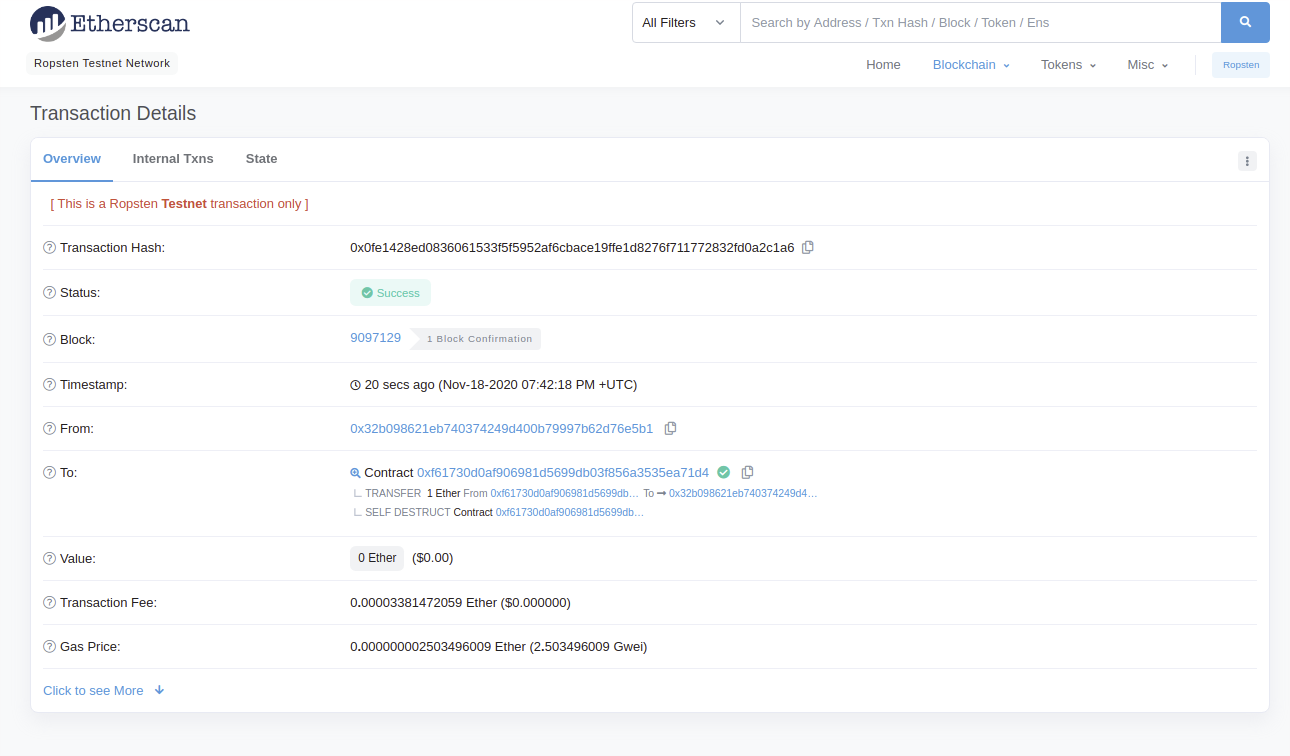 Etherscan
All Filters
Search by Address / Txn Hash / Block / Token / Ens
Ropsten Testnet Network
Home Blockchain Tokens Misc Ropsten
Transaction Details
Overview Internal Txns State
[ This is a Ropsten Testnet transaction only ]
Transaction Hash: 0x0fe1428ed0836061533f5f5952af6cbace19ffe1d8276f711772832fd0a2c1a6
Status: Success
Block: 9097129 1 Block Confirmation
Timestamp: 20 secs ago (Nov-18-2020 07:42:18 PM +UTC)
From: 0x32b098621eb740374249d400b79997b62d76e5b1
To: Contract 0xf61730d0af906981d5699db03f856a3535ea71d4
TRANSFER 1 Ether From 0xf61730d0af906981d5699db… To 0x32b098621eb740374249d4…
SELF DESTRUCT Contract 0xf61730d0af906981d5699db…
Value: 0 Ether ($0.00)
Transaction Fee: 0.00003381472059 Ether ($0.000000)
Gas Price: 0.000000002503496009 Ether (2.503496009 Gwei)
Click to see More